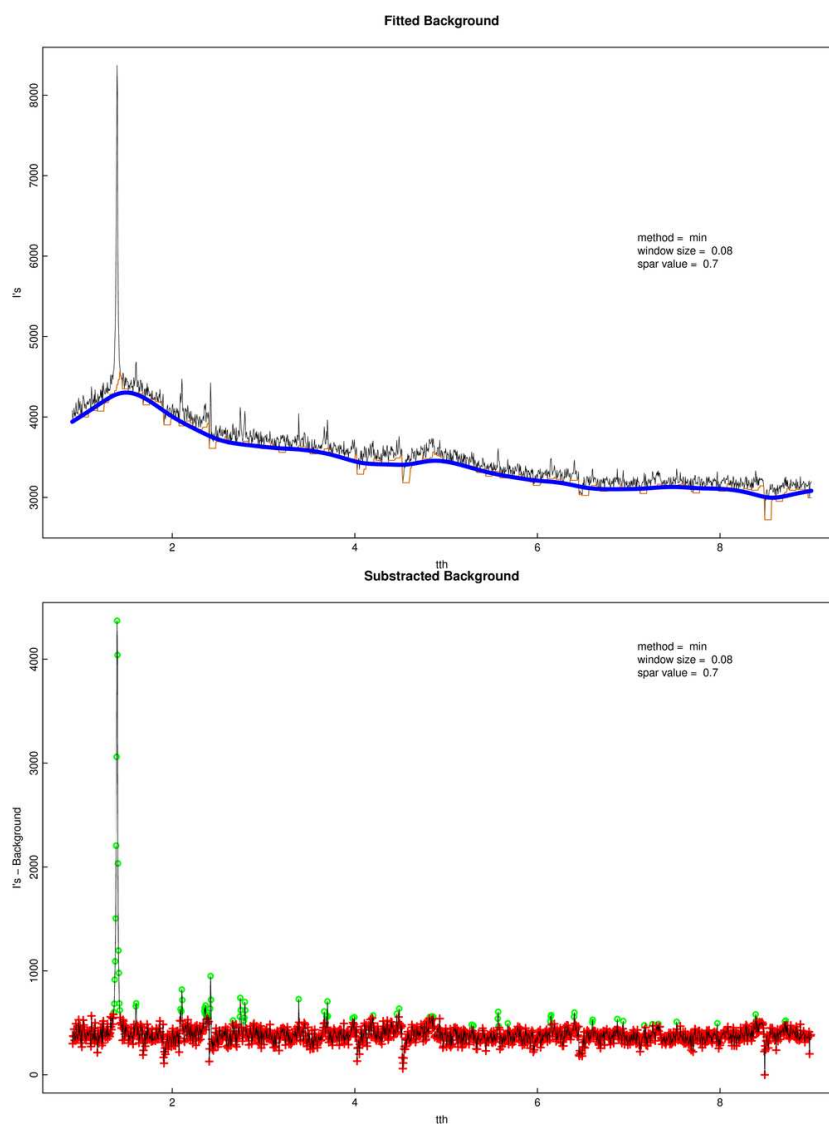 Fitted Background
8000
7000
6000
5000
4000
3000
I's
method = min
window size = 0.08
spar value = 0.7
2 4 6 8
tth
Substracted Background
4000
3000
2000
1000
0
I's − Background
method = min
window size = 0.08
spar value = 0.7
2 4 6 8
tth